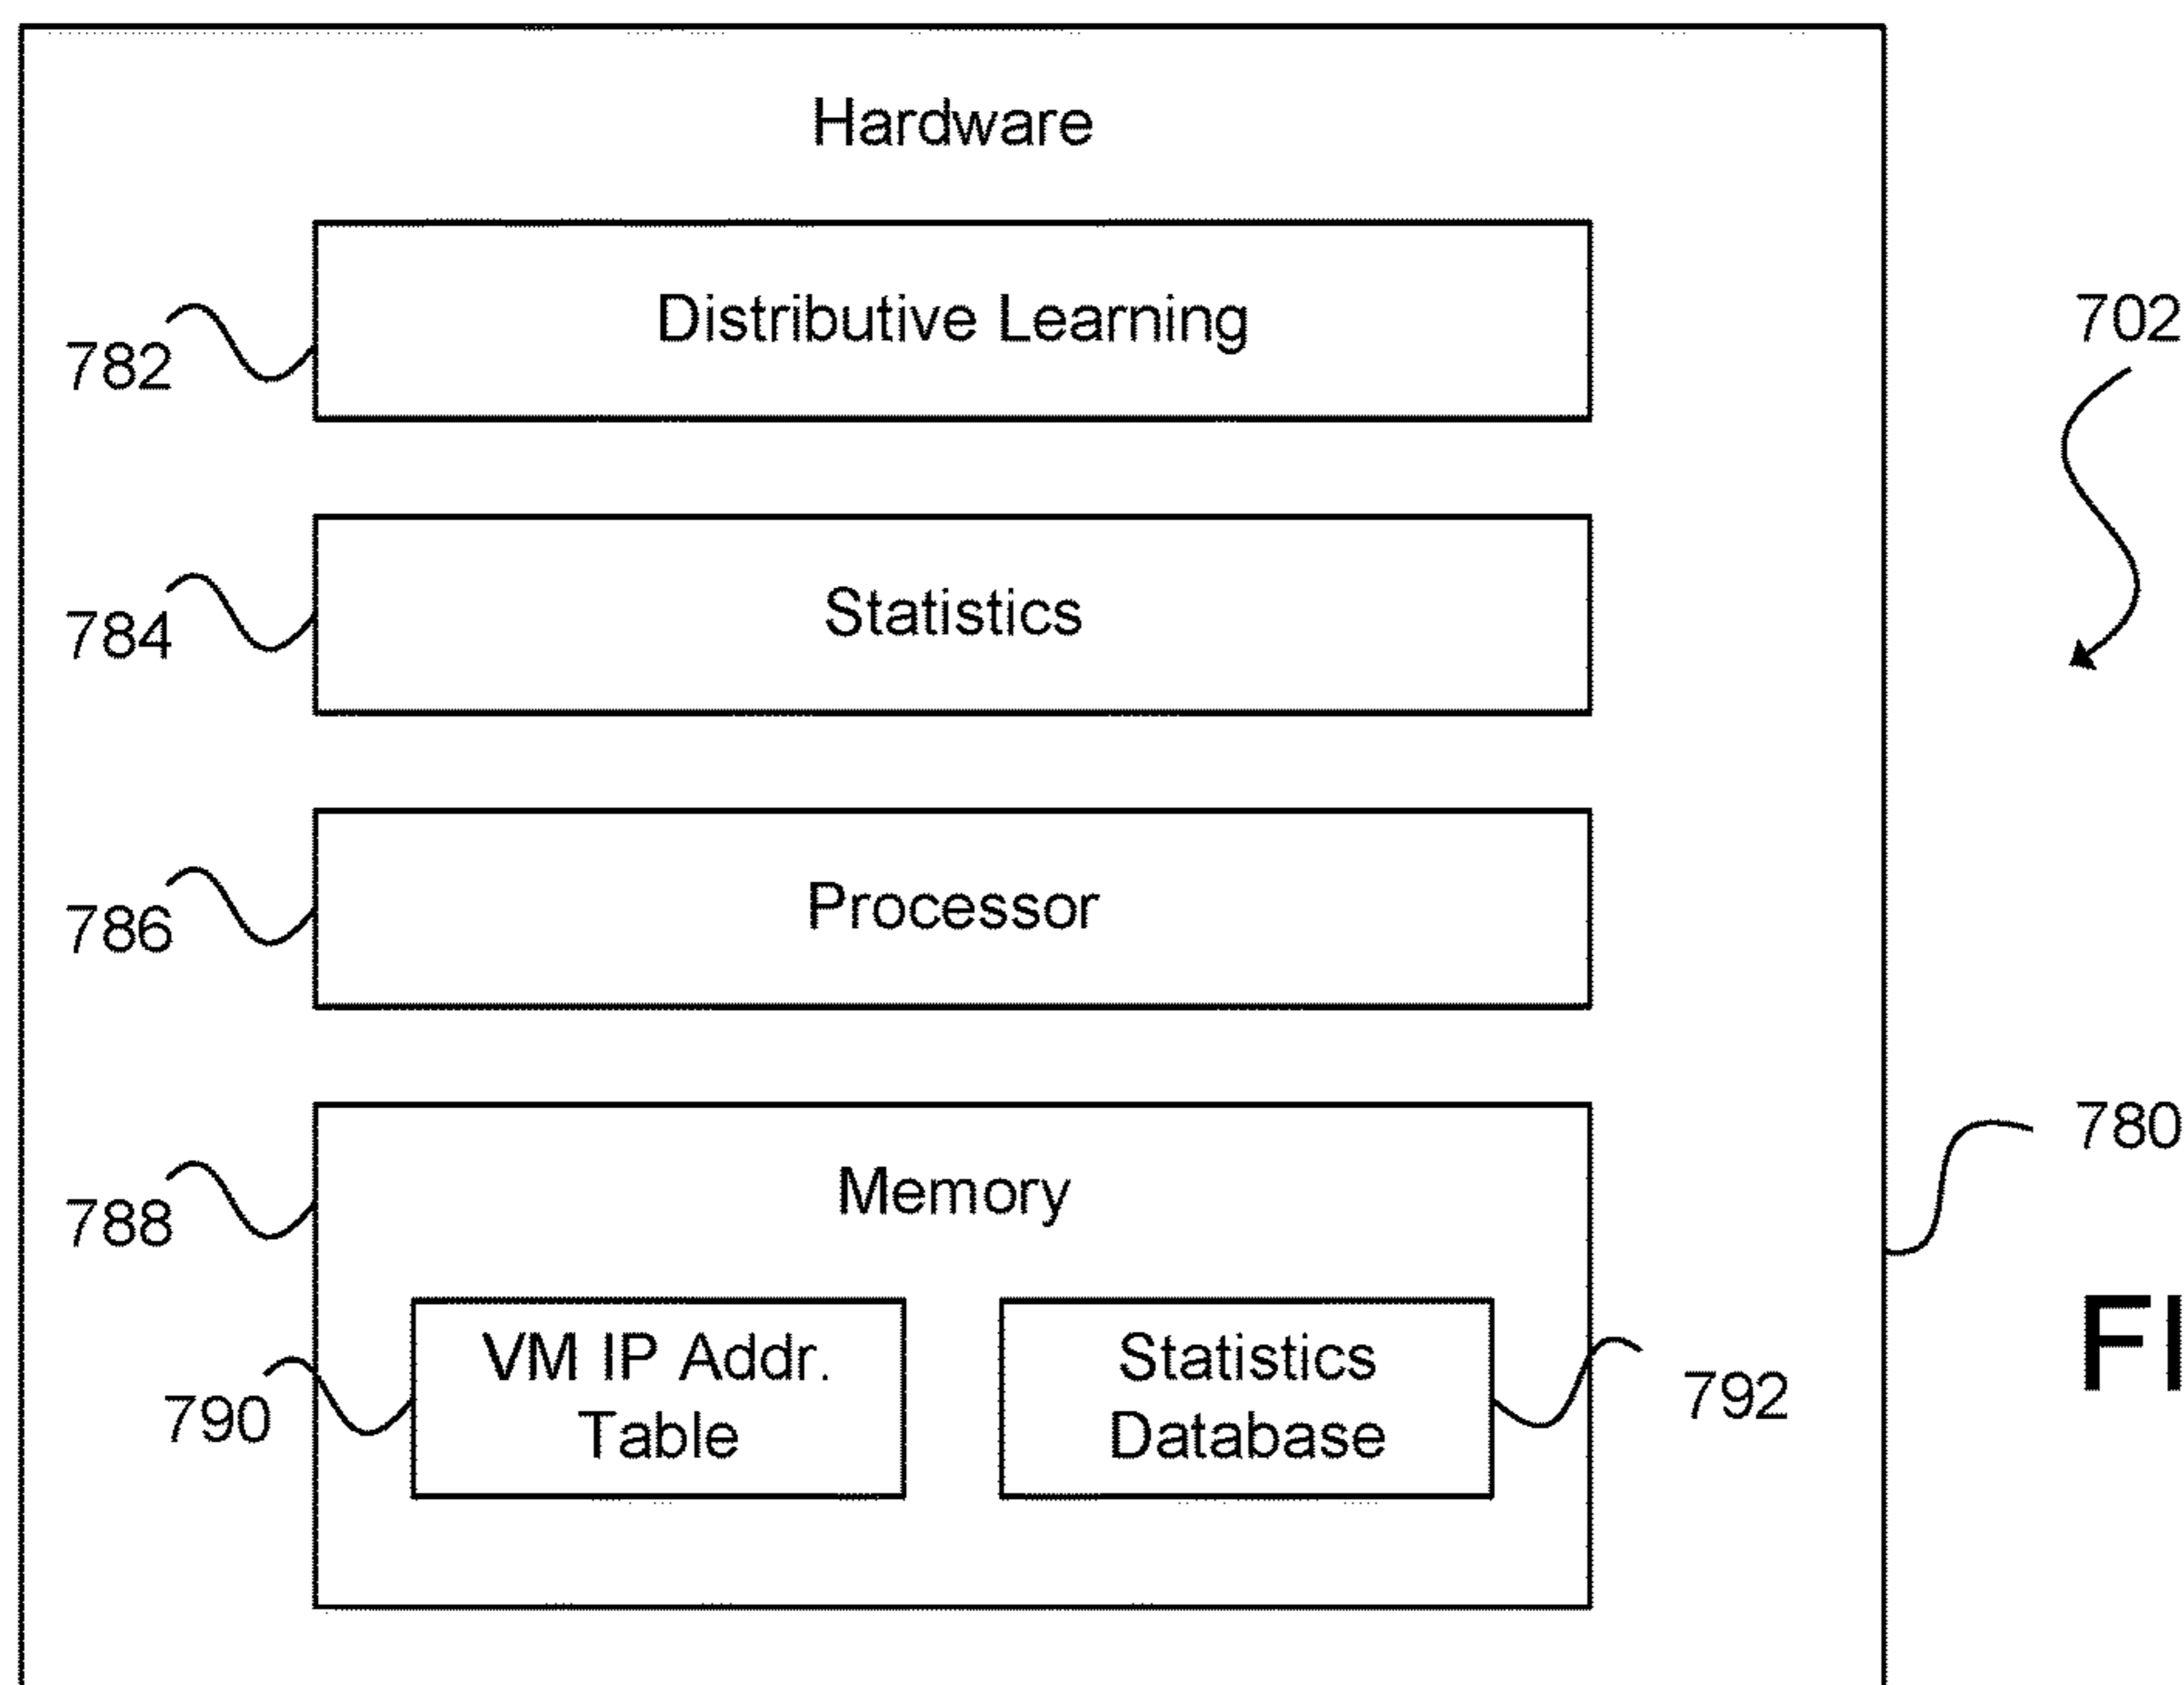 Hardware
Distributive Learning
782
702
Statistics
784
Processor
786
780
Memory
788
VM IP Addr.
Table
790
Statistics
Database
792
FI